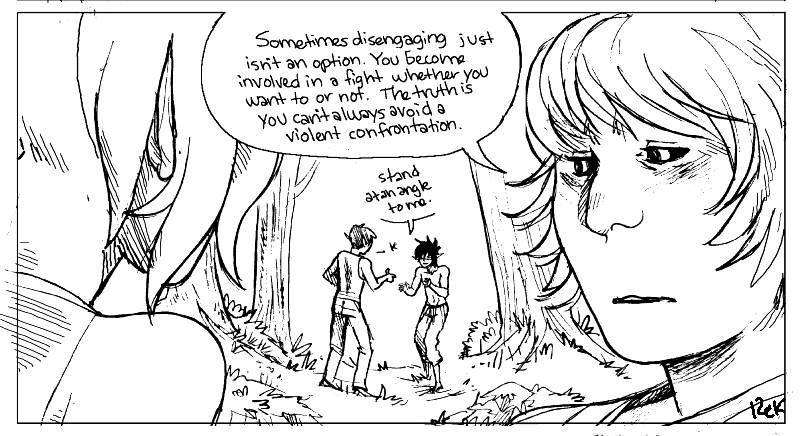 Sometimes disengaging just
isn't an option. You become
involved in a fight whether you
want to or not. The truth is
you can't always avoid a
violent confrontation.
stand
at an angle
to me.
K